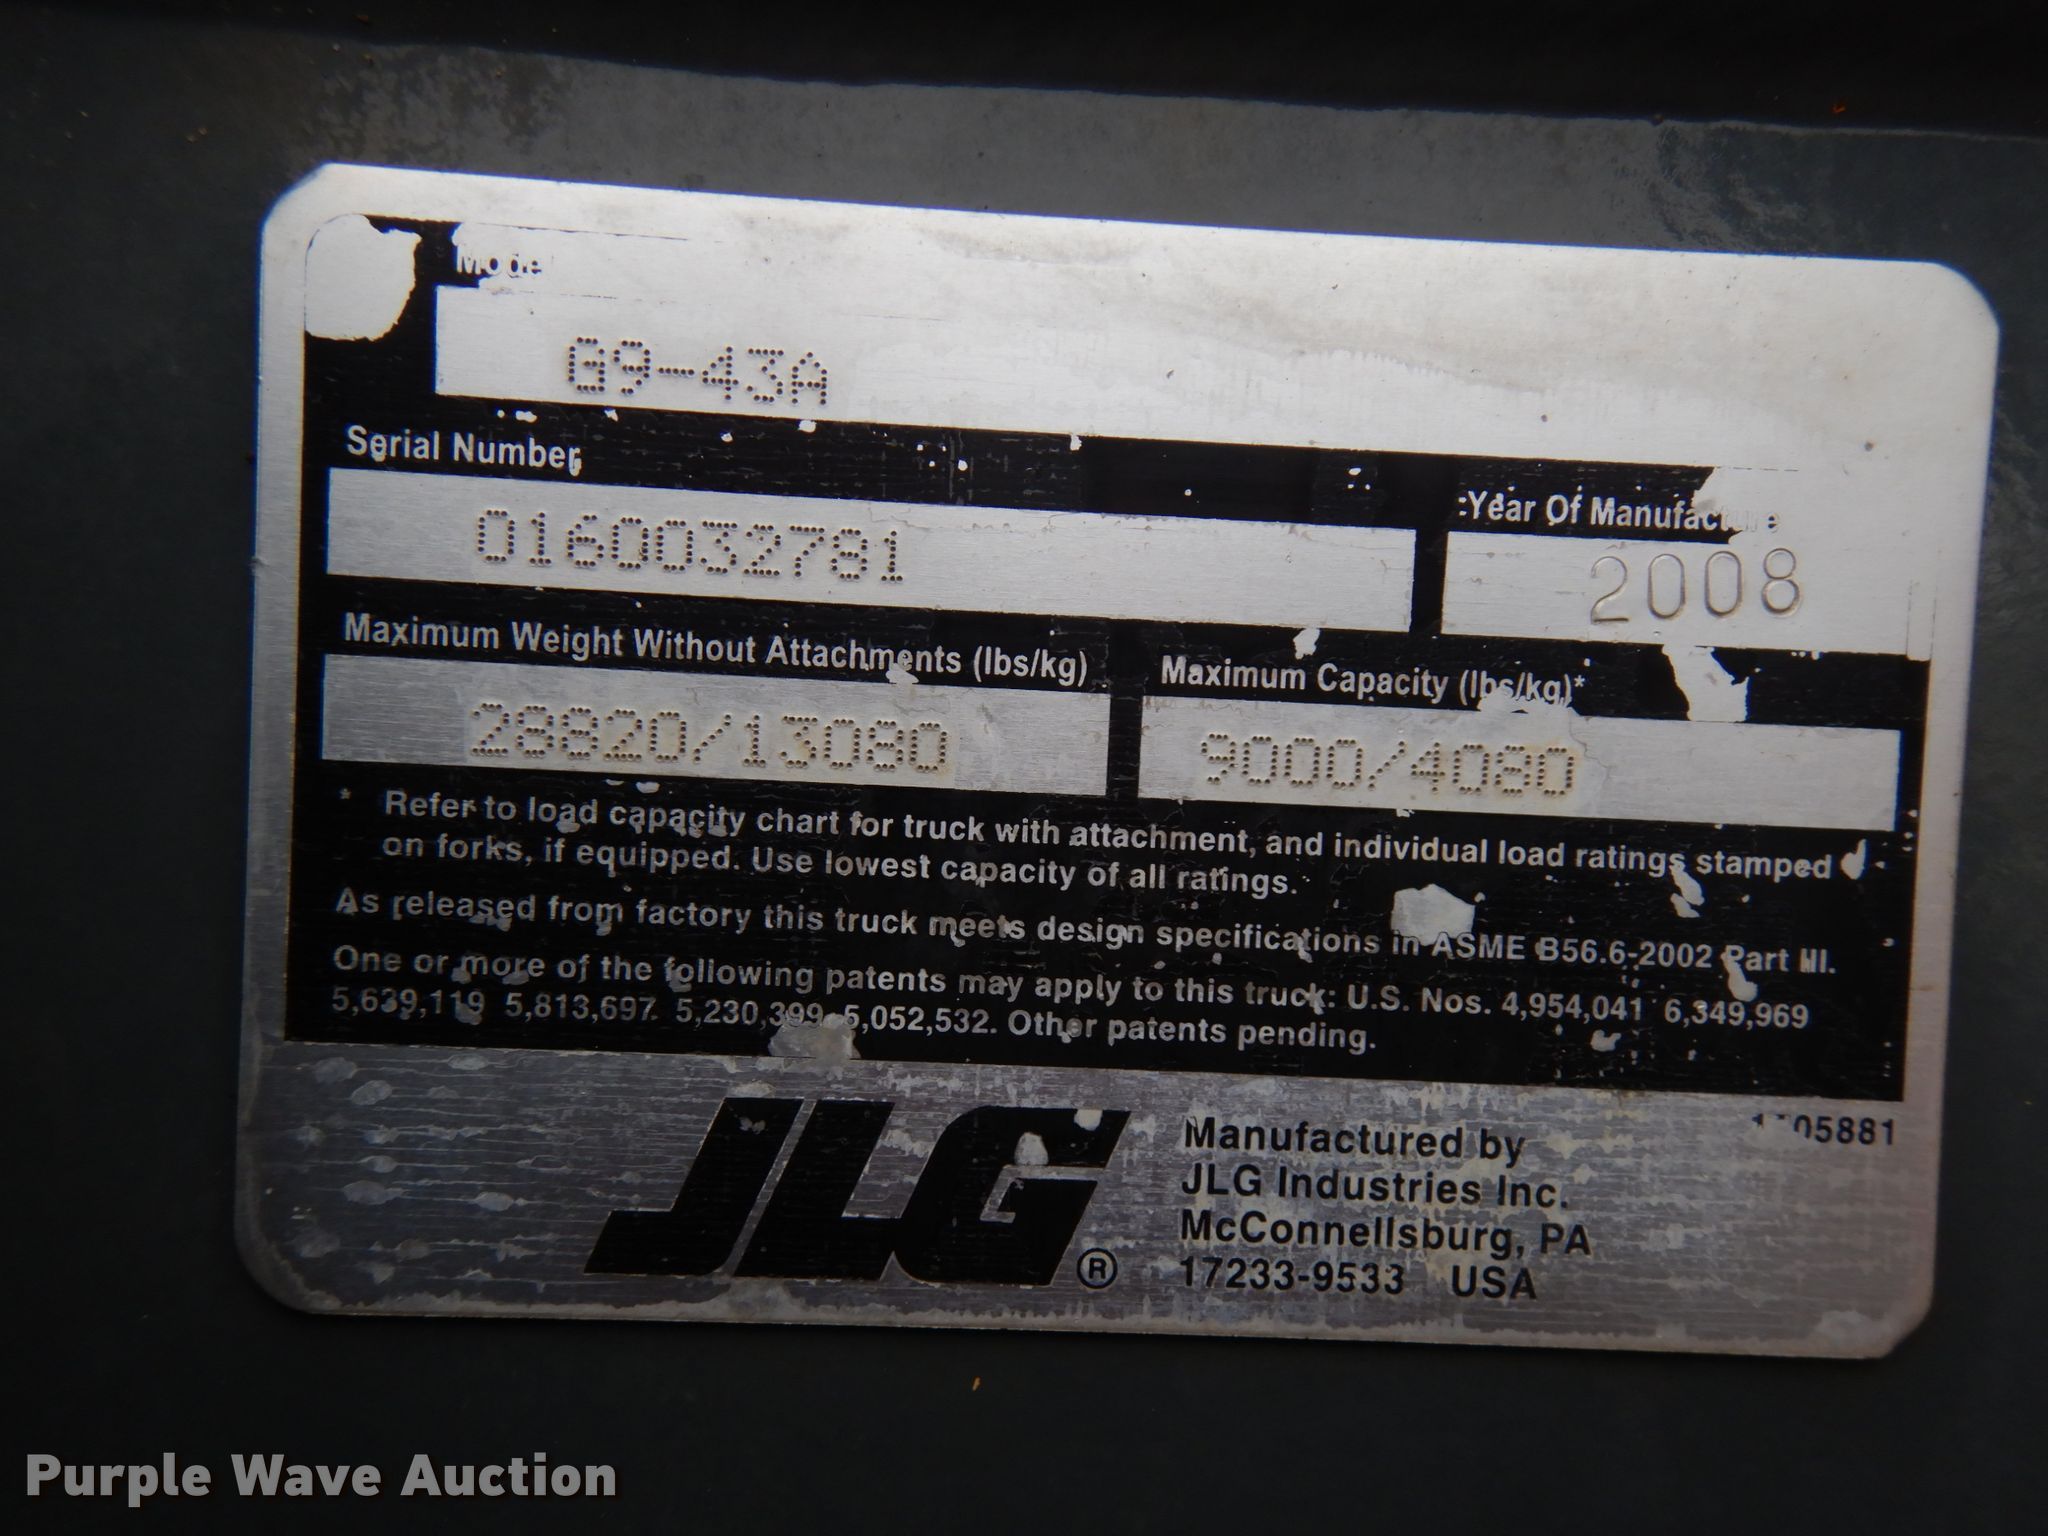 Model
G9-43A
Serial Number
0160032781
Year Of Manufacture
2008
Maximum Weight Without Attachments (lbs/kg)
28820/13080
Maximum Capacity (lbs/kg)*
9000/4080
* Refer to load capacity chart for truck with attachment, and individual load ratings stamped
on forks, if equipped. Use lowest capacity of all ratings.
As released from factory this truck meets design specifications in ASME B56.6-2002 Part III.
One or more of the following patents may apply to this truck: U.S. Nos. 4,954,041 6,349,969
5,639,119 5,813,697 5,230,399 5,052,532. Other patents pending.
05881
JLG®
Manufactured by
JLG Industries Inc.
McConnellsburg, PA
17233-9533 USA
Purple Wave Auction